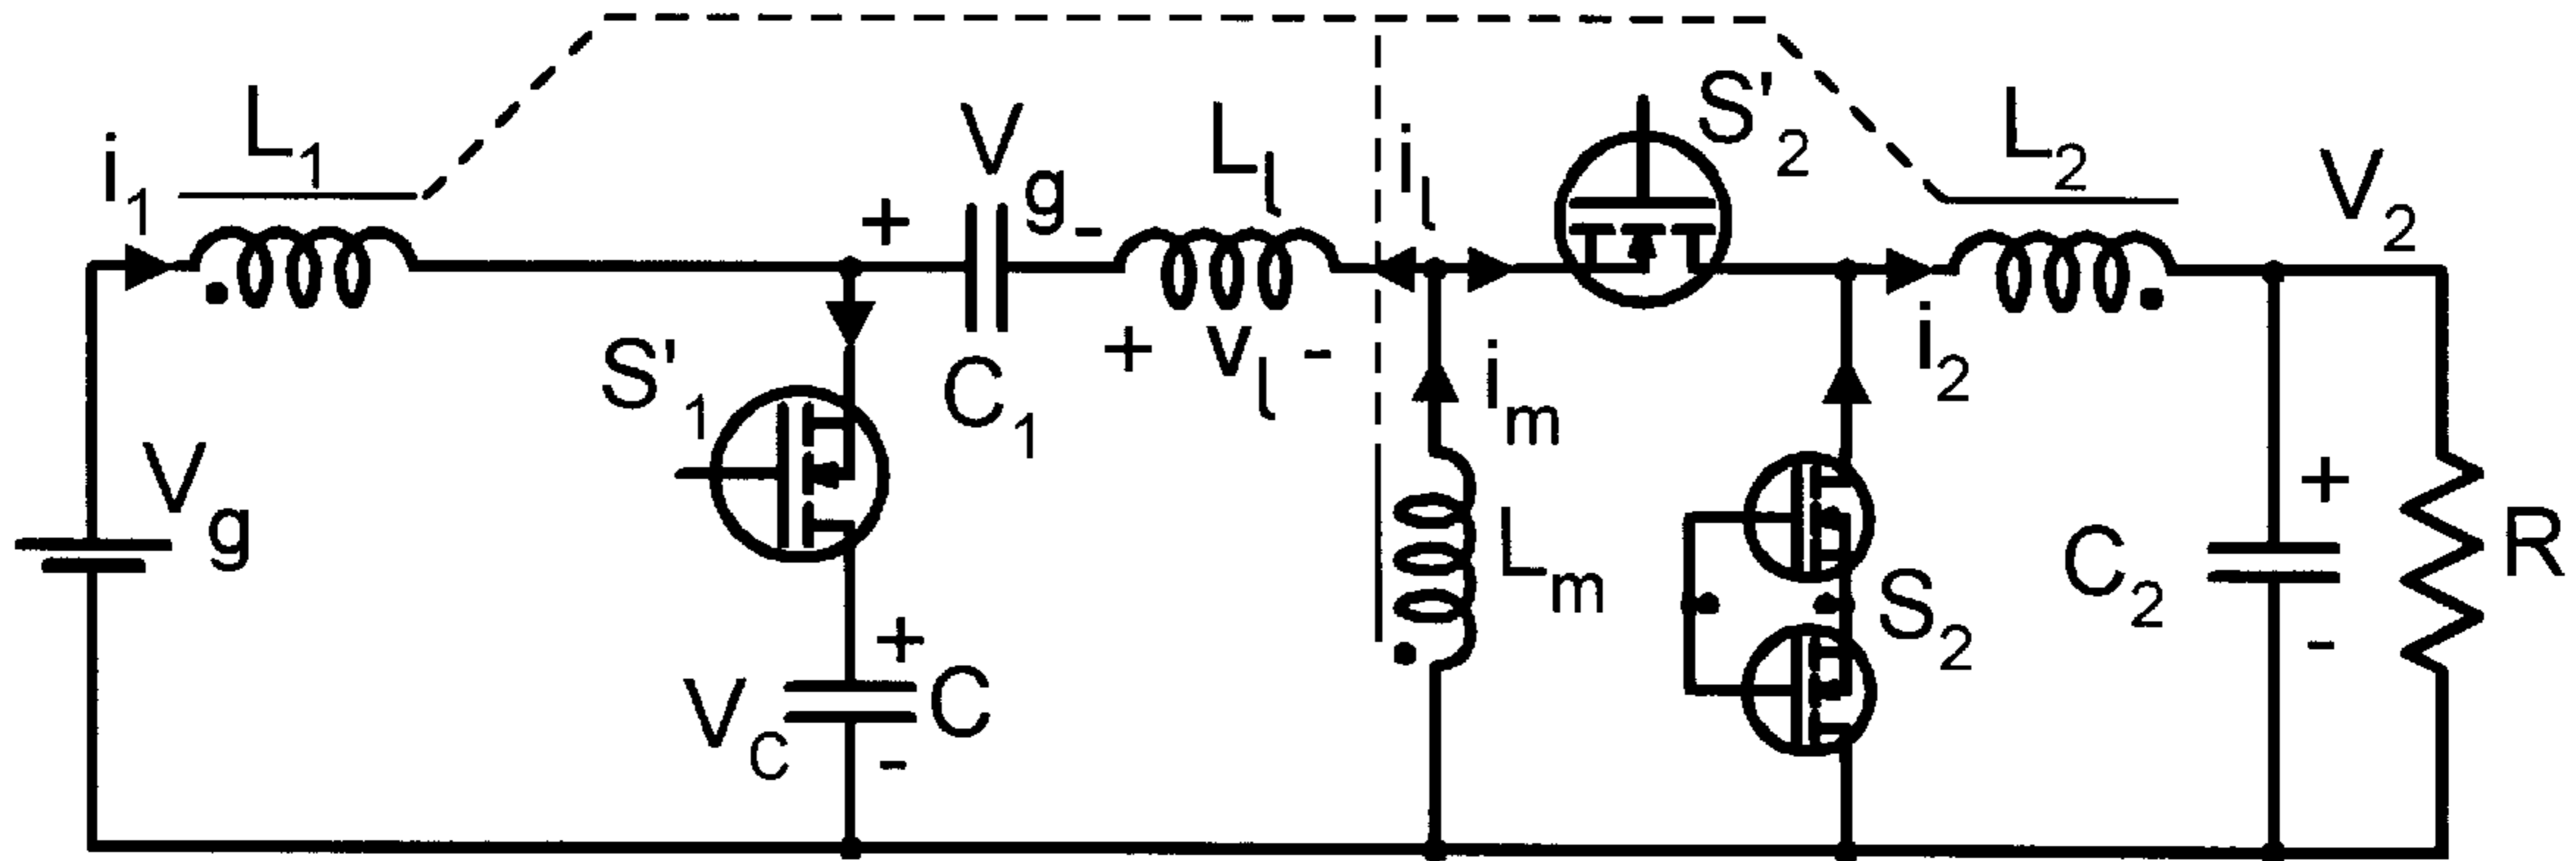 i1
L1
+
Vg
-
Ll
il
S'2
L2
V2
+ vl -
C1
S'1
im
i2
Vg
Lm
+
VC
C
-
S2
C2
+
-
R